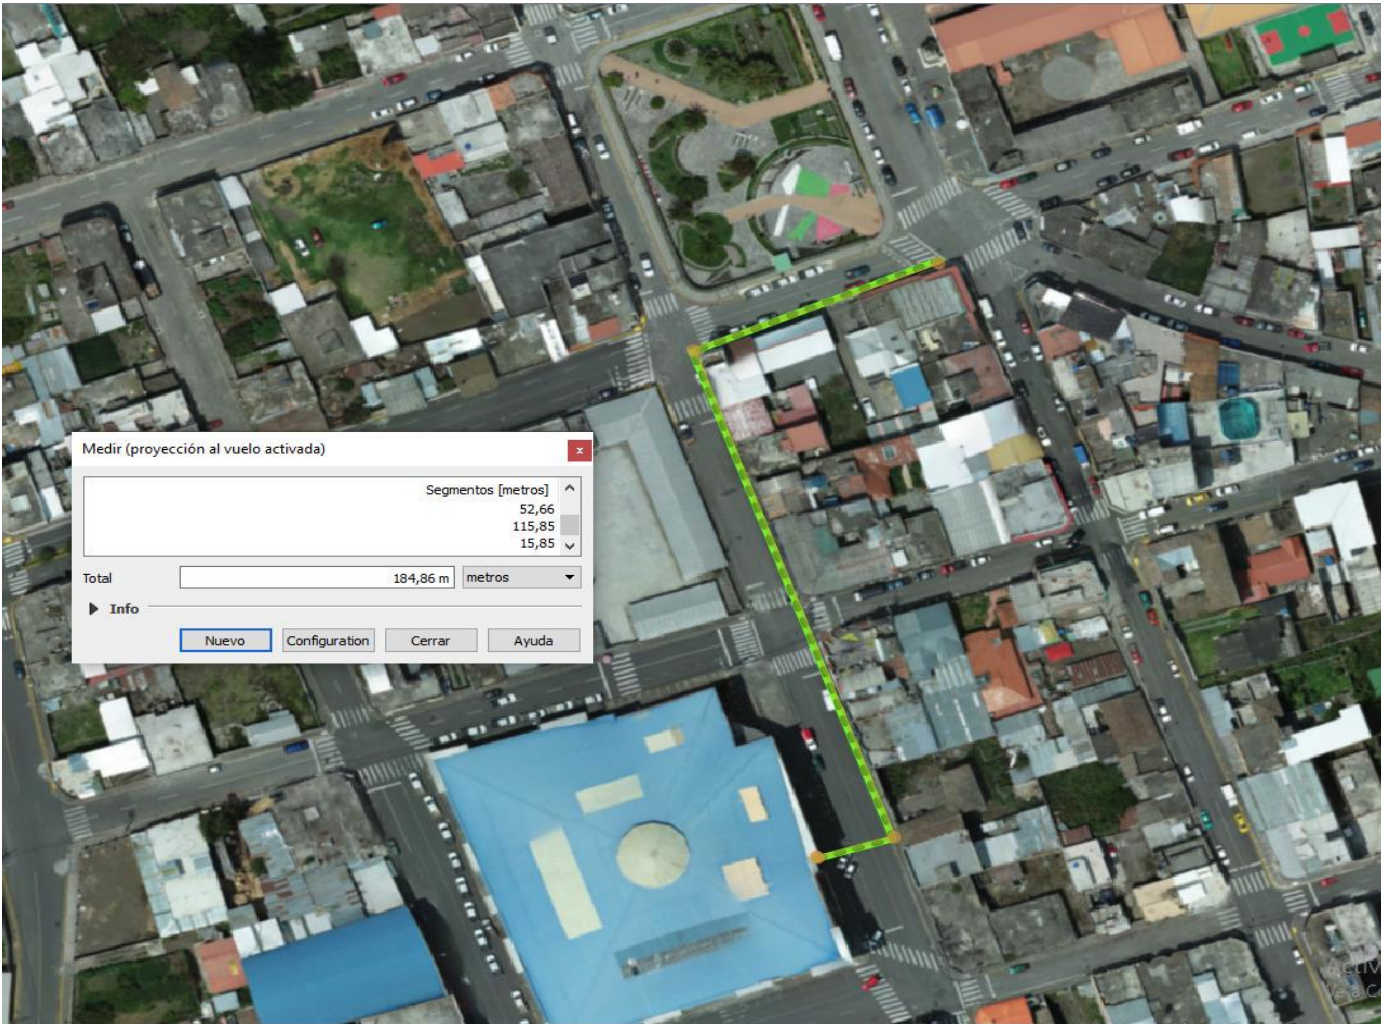 Medir (proyección al vuelo activada)
x
Segmentos [metros]
52,66
115,85
15,85
Total
184,86 m
metros
Info
Nuevo
Configuration
Cerrar
Ayuda